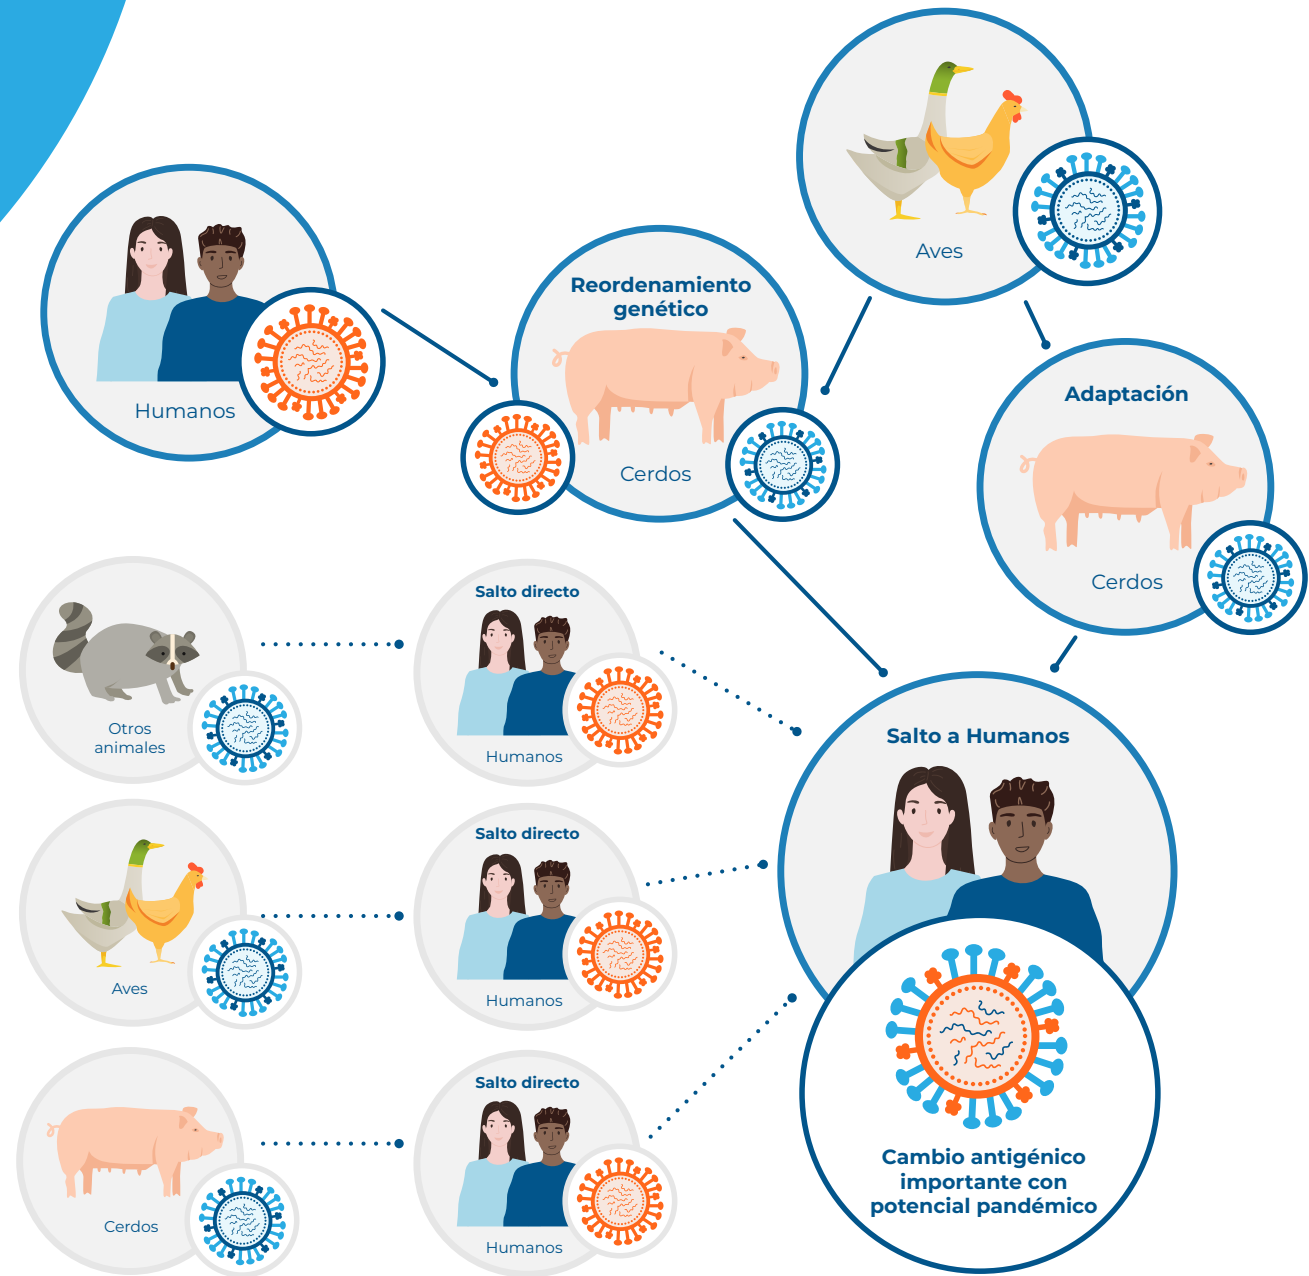 Aves
Reordenamiento
genético
Humanos
Cerdos
Adaptación
Cerdos
Otros
animales
Salto directo
Humanos
Aves
Salto directo
Humanos
Cerdos
Salto directo
Humanos
Salto a Humanos
Cambio antigénico
importante con
potencial pandémico